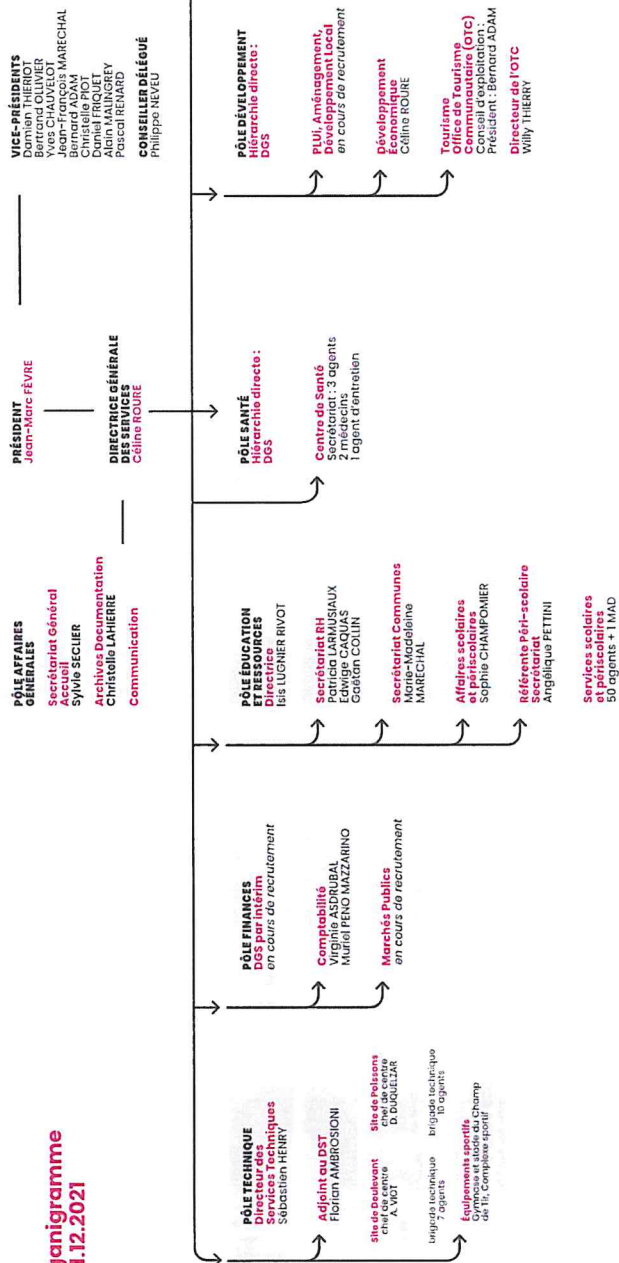 ganigramme
1.12.2021
PÔLE AFFAIRES
GÉNÉRALES
Secrétariat Général
Accueil
Sylvie SECLIER
Archives Documentation
Christelle LAHIERRE
Communication
PRÉSIDENT
Jean-Marc FÈVRE
DIRECTRICE GÉNÉRALE
DES SERVICES
Céline ROURE
VICE-PRÉSIDENTS
Damien THIERIOT
Bertrand OLLIVIER
Yves CHAUVELOT
Jean-François MARECHAL
Bernard ADAM
Christelle PIOT
Daniel FRIQUET
Alain MALINGREY
Pascal RENARD
CONSEILLER DÉLÉGUÉ
Philippe NEVEU
PÔLE TECHNIQUE
Directeur des
Services Techniques
Sébastien HENRY
Adjoint au DST
Florian AMBROSIONI
Site de Doulevant
chef de centre
A. VIOT
brigade technique
7 agents
Site de Poissons
chef de centre
D. DUQUELZAR
brigade technique
10 agents
Équipements sportifs
Gymnase et stade du Champ
de Tir, Complexe sportif
PÔLE FINANCES
DGS par intérim
en cours de recrutement
Comptabilité
Virginie ASDRUBAL
Muriel PENO MAZZARINO
Marchés Publics
en cours de recrutement
PÔLE ÉDUCATION
ET RESSOURCES
Directrice
Isis LUGNIER RIVOT
Secrétariat RH
Patricia LARMUSIAUX
Edwige CAQUAS
Gaëtan COLLIN
Secrétariat Communes
Marie-Madeleine
MARECHAL
Affaires scolaires
et périscolaires
Sophie CHAMPOMIER
Référente Péri-scolaire
Secrétariat
Angélique PETTINI
Services scolaires
et périscolaires
50 agents + 1 MAD
PÔLE SANTÉ
Hiérarchie directe :
DGS
Centre de Santé
Secrétariat : 3 agents
2 médecins
1 agent d'entretien
PÔLE DÉVELOPPEMENT
Hiérarchie directe :
DGS
PLUi, Aménagement,
Développement Local
en cours de recrutement
Développement
Économique
Céline ROURE
Tourisme
Office de Tourisme
Communautaire (OTC)
Conseil d'exploitation :
Président : Bernard ADAM
Directeur de l'OTC
Willy THIERRY